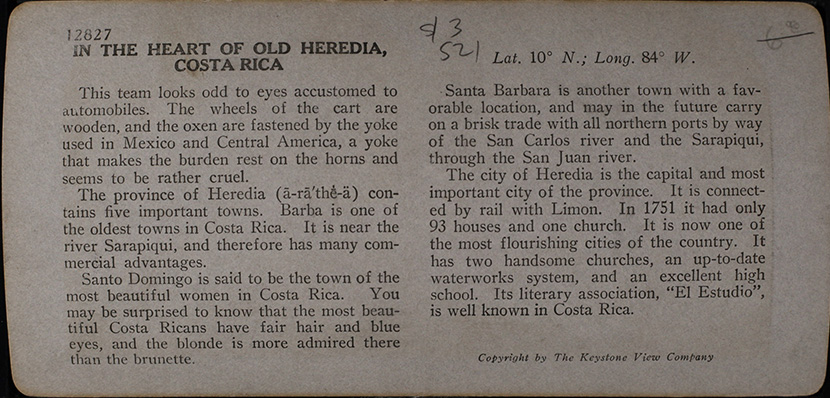 12827
IN THE HEART OF OLD HEREDIA,
COSTA RICA
This team looks odd to eyes accustomed to
automobiles. The wheels of the cart are
wooden, and the oxen are fastened by the yoke
used in Mexico and Central America, a yoke
that makes the burden rest on the horns and
seems to be rather cruel.
The province of Heredia (ā-rā′thė-ä) con-
tains five important towns. Barba is one of
the oldest towns in Costa Rica. It is near the
river Sarapiqui, and therefore has many com-
mercial advantages.
Santo Domingo is said to be the town of the
most beautiful women in Costa Rica. You
may be surprised to know that the most beau-
tiful Costa Ricans have fair hair and blue
eyes, and the blonde is more admired there
than the brunette.
521
Lat. 10° N.; Long. 84° W.
Santa Barbara is another town with a fav-
orable location, and may in the future carry
on a brisk trade with all northern ports by way
of the San Carlos river and the Sarapiqui,
through the San Juan river.
The city of Heredia is the capital and most
important city of the province. It is connect-
ed by rail with Limon. In 1751 it had only
93 houses and one church. It is now one of
the most flourishing cities of the country. It
has two handsome churches, an up-to-date
waterworks system, and an excellent high
school. Its literary association, “El Estudio”,
is well known in Costa Rica.
Copyright by The Keystone View Company